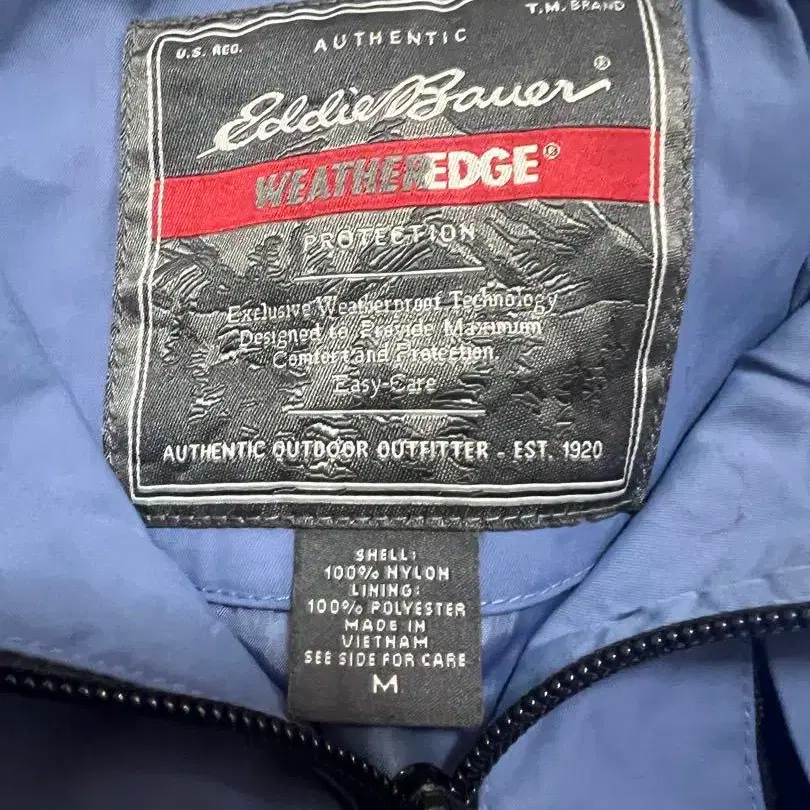 U.S. REG.
AUTHENTIC
T.M. BRAND
Eddie Bauer®
WEATHEREDGE®
PROTECTION
Exclusive Weatherproof Technology
Designed to Provide Maximum
Comfort and Protection.
Easy-Care
AUTHENTIC OUTDOOR OUTFITTER - EST. 1920
SHELL:
100% NYLON
LINING:
100% POLYESTER
MADE IN
VIETNAM
SEE SIDE FOR CARE
M